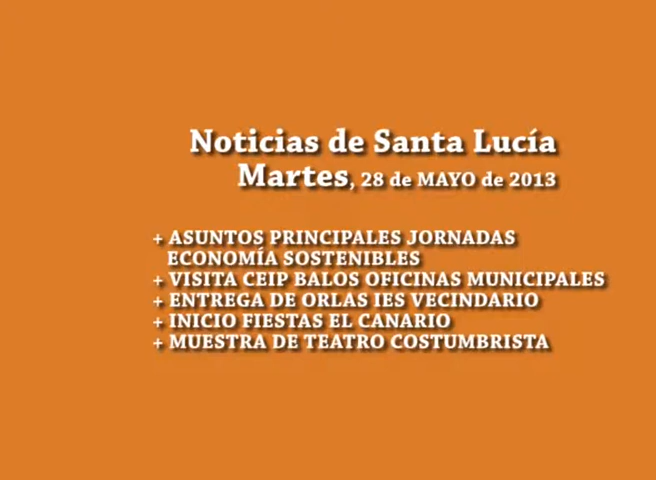 Noticias de Santa Lucía
Martes, 28 de MAYO de 2013
+ ASUNTOS PRINCIPALES JORNADAS
ECONOMÍA SOSTENIBLES
+ VISITA CEIP BALOS OFICINAS MUNICIPALES
+ ENTREGA DE ORLAS IES VECINDARIO
+ INICIO FIESTAS EL CANARIO
+ MUESTRA DE TEATRO COSTUMBRISTA